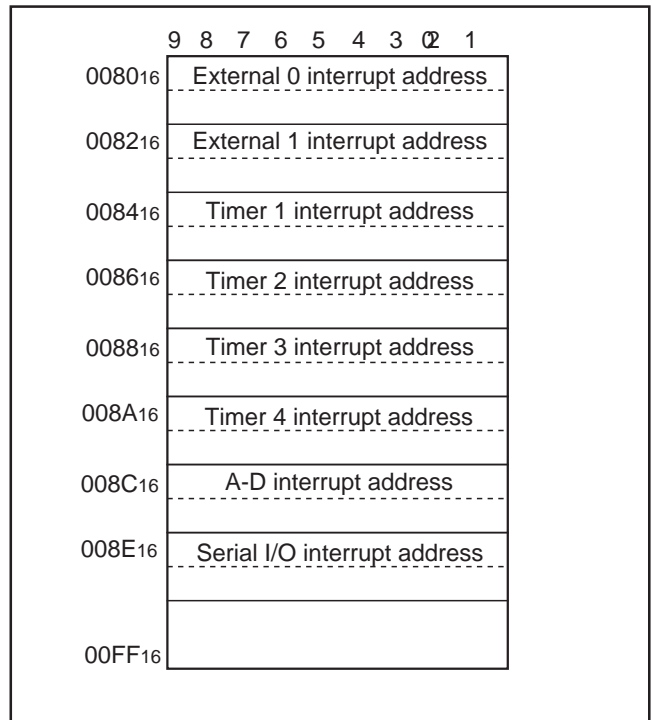 9 8 7 6 5 4 3 2 1 0
0080₁₆ External 0 interrupt address
0082₁₆ External 1 interrupt address
0084₁₆ Timer 1 interrupt address
0086₁₆ Timer 2 interrupt address
0088₁₆ Timer 3 interrupt address
008A₁₆ Timer 4 interrupt address
008C₁₆ A-D interrupt address
008E₁₆ Serial I/O interrupt address
00FF₁₆